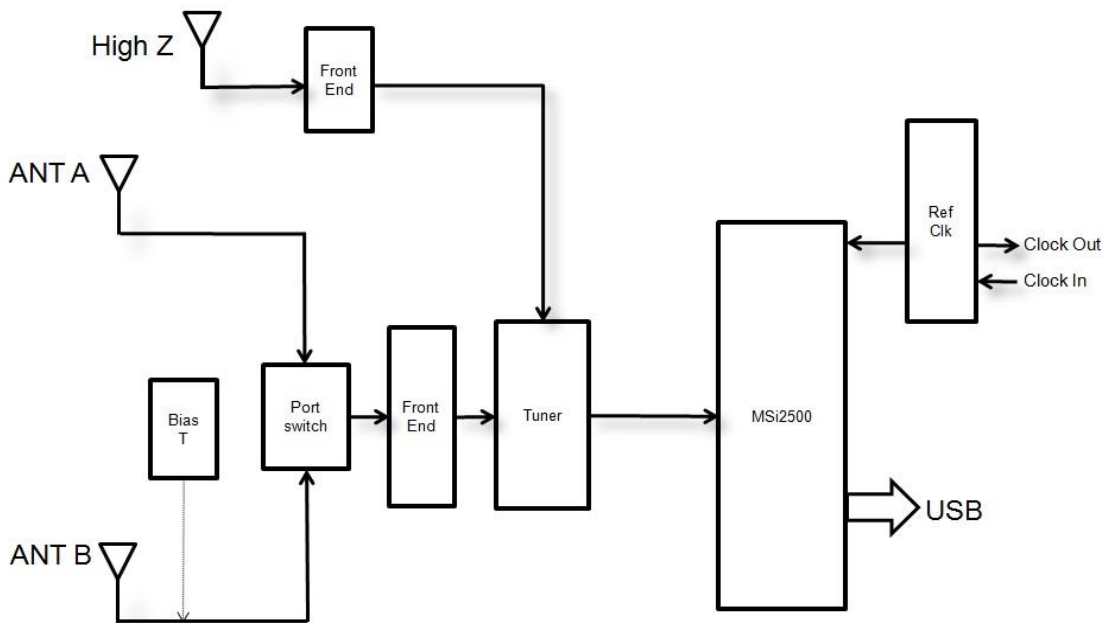 High Z
Front
End
ANT A
Ref
Clk
Clock Out
Clock In
Bias
T
Port
switch
Front
End
Tuner
MSi2500
USB
ANT B